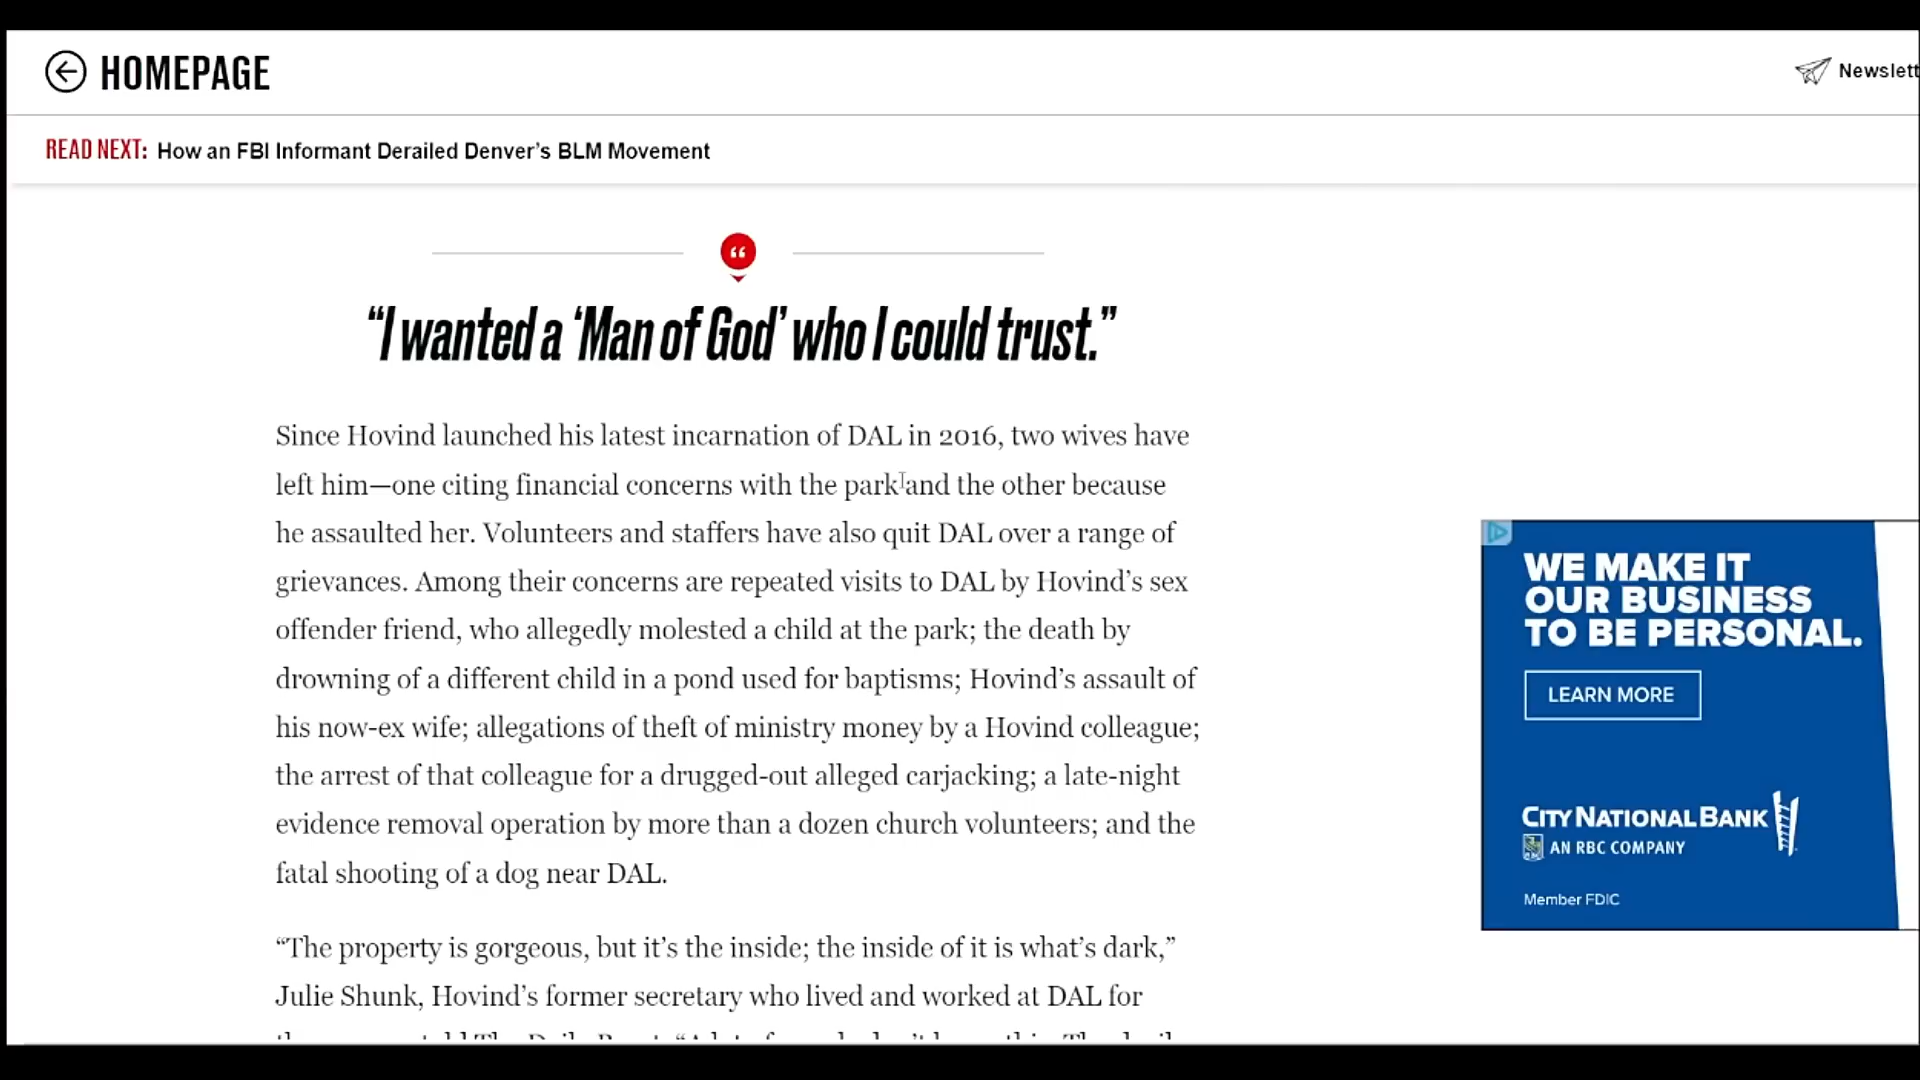 HOMEPAGE
Newslett
READ NEXT: How an FBI Informant Derailed Denver’s BLM Movement
“I wanted a ‘Man of God’ who I could trust.”
Since Hovind launched his latest incarnation of DAL in 2016, two wives have
left him—one citing financial concerns with the park and the other because
he assaulted her. Volunteers and staffers have also quit DAL over a range of
grievances. Among their concerns are repeated visits to DAL by Hovind’s sex
offender friend, who allegedly molested a child at the park; the death by
drowning of a different child in a pond used for baptisms; Hovind’s assault of
his now-ex wife; allegations of theft of ministry money by a Hovind colleague;
the arrest of that colleague for a drugged-out alleged carjacking; a late-night
evidence removal operation by more than a dozen church volunteers; and the
fatal shooting of a dog near DAL.
“The property is gorgeous, but it’s the inside; the inside of it is what’s dark,”
Julie Shunk, Hovind’s former secretary who lived and worked at DAL for
WE MAKE IT
OUR BUSINESS
TO BE PERSONAL.
LEARN MORE
CITY NATIONAL BANK
AN RBC COMPANY
Member FDIC